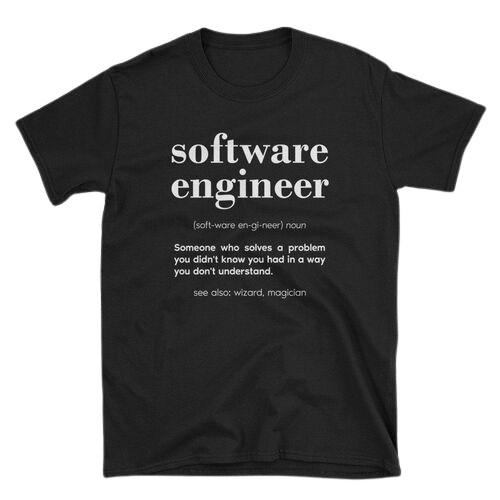 software
engineer
(soft-ware en-gi-neer) noun
Someone who solves a problem
you didn't know you had in a way
you don't understand.
see also: wizard, magician